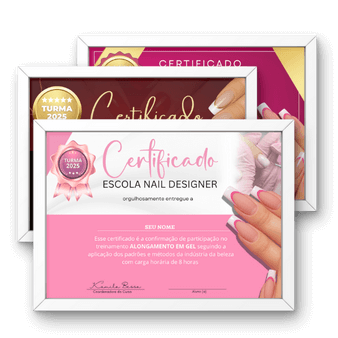 CERTIFICADO
★★★★★
TURMA
2025
Certificado
TURMA
2025
Certificado
ESCOLA NAIL DESIGNER
orgulhosamente entregue a
SEU NOME
Esse certificado é a confirmação de participação no
treinamento ALONGAMENTO EM GEL seguindo a
aplicação dos padrões e métodos da indústria da beleza
com carga horária de 8 horas
Coordenadora do Curso